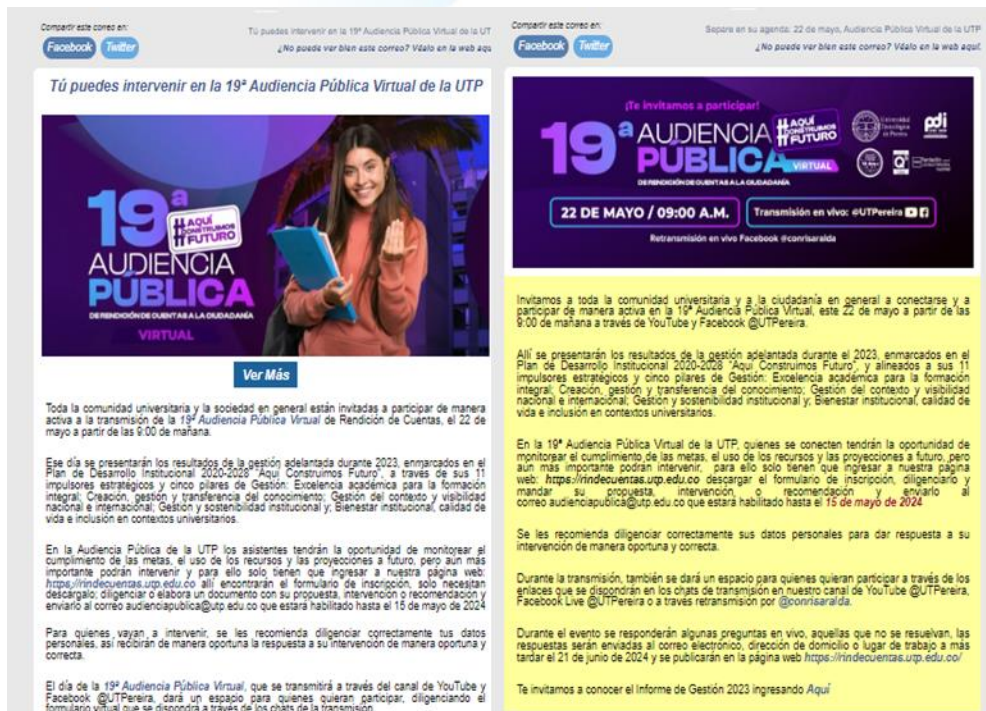 Compartir este correo en:
Facebook Twitter
Tú puedes intervenir en la 19ª Audiencia Pública Virtual de la UT
¿No puede ver bien este correo? Véalo en la web aqu
Tú puedes intervenir en la 19ª Audiencia Pública Virtual de la UTP
19ª
#AQUÍ
CONSTRUIMOS
FUTURO
AUDIENCIA
PÚBLICA
DE RENDICIÓN DE CUENTAS A LA CIUDADANÍA
VIRTUAL
Ver Más
Toda la comunidad universitaria y la sociedad en general están invitadas a participar de manera
activa a la transmisión de la 19ª Audiencia Pública Virtual de Rendición de Cuentas, el 22 de
mayo a partir de las 9:00 de mañana.
Ese día se presentarán los resultados de la gestión adelantada durante 2023, enmarcados en el
Plan de Desarrollo Institucional 2020-2028 "Aquí Construimos Futuro", a través de sus 11
impulsores estratégicos y cinco pilares de Gestión: Excelencia académica para la formación
integral; Creación, gestión y transferencia del conocimiento; Gestión del contexto y visibilidad
nacional e internacional; Gestión y sostenibilidad institucional y; Bienestar institucional, calidad de
vida e inclusión en contextos universitarios.
En la Audiencia Pública de la UTP los asistentes tendrán la oportunidad de monitorear el
cumplimiento de las metas, el uso de los recursos y las proyecciones a futuro, pero aun más
importante podrán intervenir y para ello solo tienen que ingresar a nuestra página web:
https://rindecuentas.utp.edu.co allí encontrarán el formulario de inscripción, solo necesitan
descargalo; diligenciar o elabora un documento con su propuesta, intervención o recomendación y
enviarlo al correo audienciapublica@utp.edu.co que estará habilitado hasta el 15 de mayo de 2024
Para quienes vayan a intervenir, se les recomienda diligenciar correctamente tus datos
personales, así recibirán de manera oportuna la respuesta a su intervención de manera oportuna y
correcta.
El día de la 19ª Audiencia Pública Virtual, que se transmitirá a través del canal de YouTube y
Facebook @UTPereira, dará un espacio para quienes quieran participar, diligenciando el
formulario virtual que se dispondrá a través de los chats de la transmisión.
Compartir este correo en:
Facebook Twitter
Separe en su agenda: 22 de mayo, Audiencia Pública Virtual de la UTP
¿No puede ver bien este correo? Véalo en la web aquí.
¡Te invitamos a participar!
19ª AUDIENCIA
PÚBLICA
#AQUÍ
CONSTRUIMOS
FUTURO
VIRTUAL
DE RENDICIÓN DE CUENTAS A LA CIUDADANÍA
Universidad
Tecnológica
de Pereira
pdi
22 DE MAYO / 09:00 A.M.
Transmisión en vivo: @UTPereira
Retransmisión en vivo Facebook @conrisaralda
Invitamos a toda la comunidad universitaria y a la ciudadanía en general a conectarse y a
participar de manera activa en la 19ª Audiencia Pública Virtual, este 22 de mayo a partir de las
9:00 de mañana a través de YouTube y Facebook @UTPereira.
Allí se presentarán los resultados de la gestión adelantada durante el 2023, enmarcados en el
Plan de Desarrollo Institucional 2020-2028 "Aquí Construimos Futuro", y alineados a sus 11
impulsores estratégicos y cinco pilares de Gestión: Excelencia académica para la formación
integral; Creación, gestión y transferencia del conocimiento; Gestión del contexto y visibilidad
nacional e internacional; Gestión y sostenibilidad institucional y; Bienestar institucional, calidad de
vida e inclusión en contextos universitarios.
En la 19ª Audiencia Pública Virtual de la UTP, quienes se conecten tendrán la oportunidad de
monitorear el cumplimiento de las metas, el uso de los recursos y las proyecciones a futuro, pero
aun más importante podrán intervenir, para ello solo tienen que ingresar a nuestra página
web: https://rindecuentas.utp.edu.co descargar el formulario de inscripción, diligenciarlo y
mandar su propuesta, intervención o recomendación y enviarlo al
correo audienciapublica@utp.edu.co que estará habilitado hasta el 15 de mayo de 2024
Se les recomienda diligenciar correctamente sus datos personales para dar respuesta a su
intervención de manera oportuna y correcta.
Durante la transmisión, también se dará un espacio para quienes quieran participar a través de los
enlaces que se dispondrán en los chats de transmisión en nuestro canal de YouTube @UTPereira,
Facebook Live @UTPereira o a través retransmisión por @conrisaralda.
Durante el evento se responderán algunas preguntas en vivo, aquellas que no se resuelvan, las
respuestas serán enviadas al correo electrónico, dirección de domicilio o lugar de trabajo a más
tardar el 21 de junio de 2024 y se publicarán en la página web https://rindecuentas.utp.edu.co/
Te invitamos a conocer el Informe de Gestión 2023 ingresando Aquí